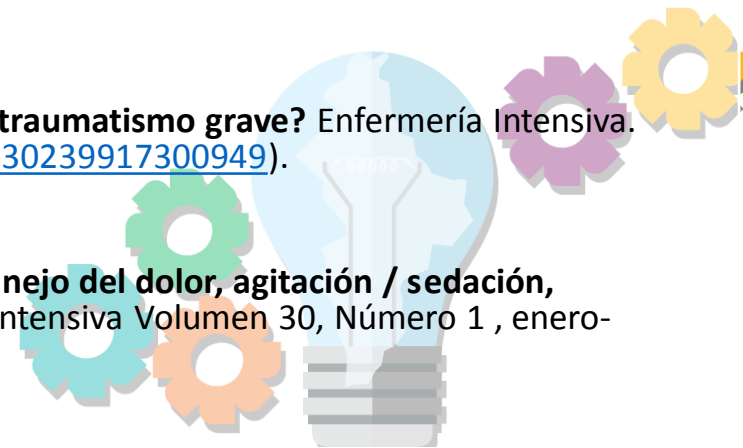 traumatismo grave? Enfermería Intensiva.
30239917300949).
nejo del dolor, agitación / sedación,
ntensiva Volumen 30, Número 1 , enero-